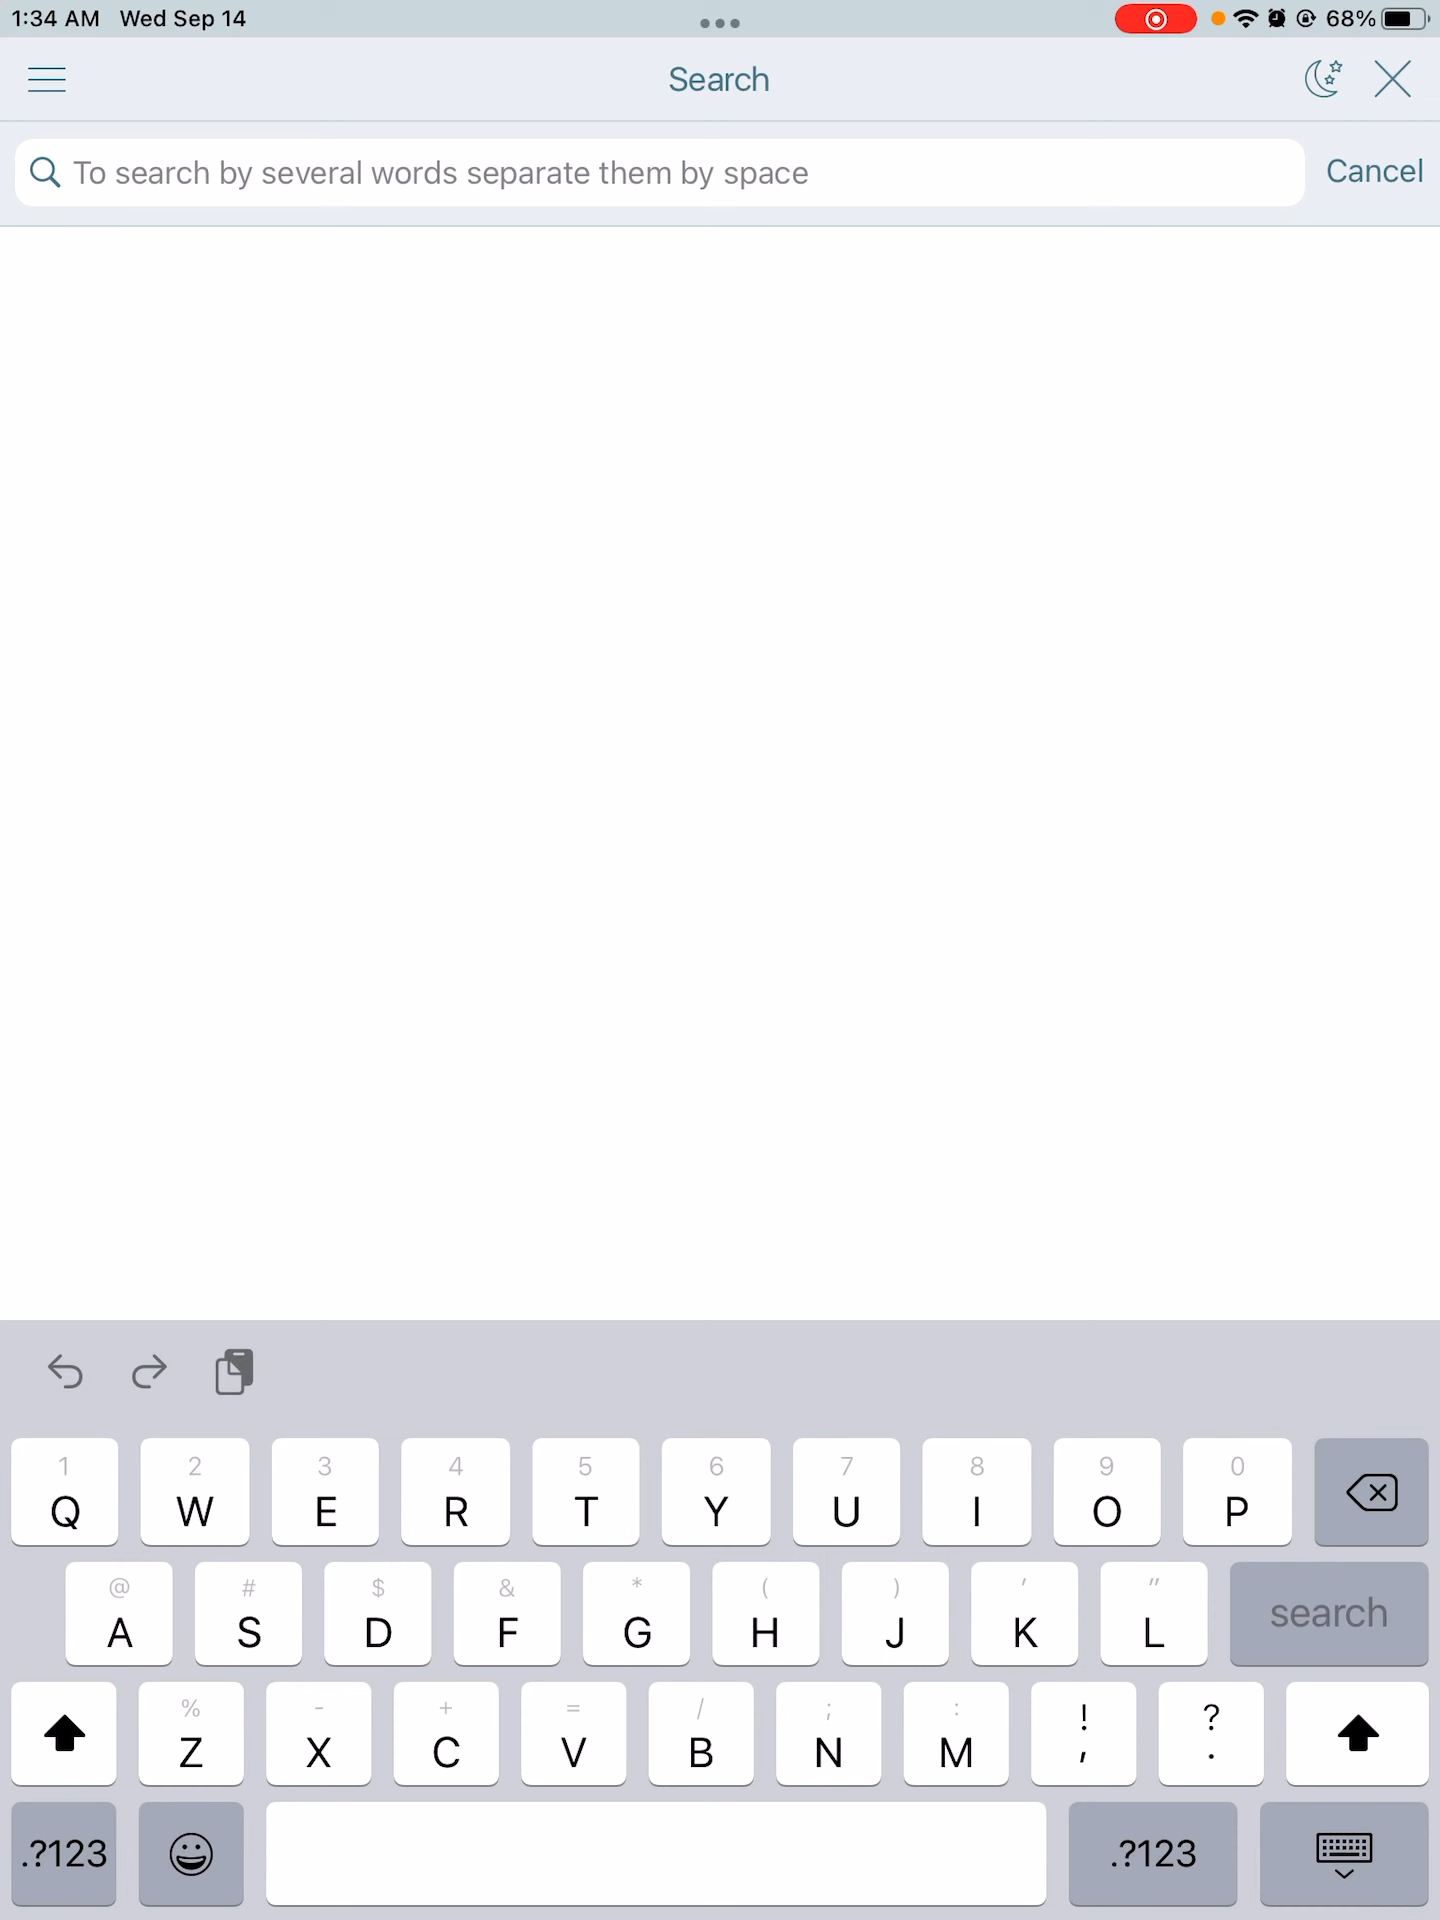 1:34 AM Wed Sep 14
68%
Search
To search by several words separate them by space
Cancel
1 2 3 4 5 6 7 8 9 0
Q W E R T Y U I O P
@ # $ & * ( ) ' "
A S D F G H J K L search
% - + = / ; : ! ?
Z X C V B N M , .
.?123 .?123